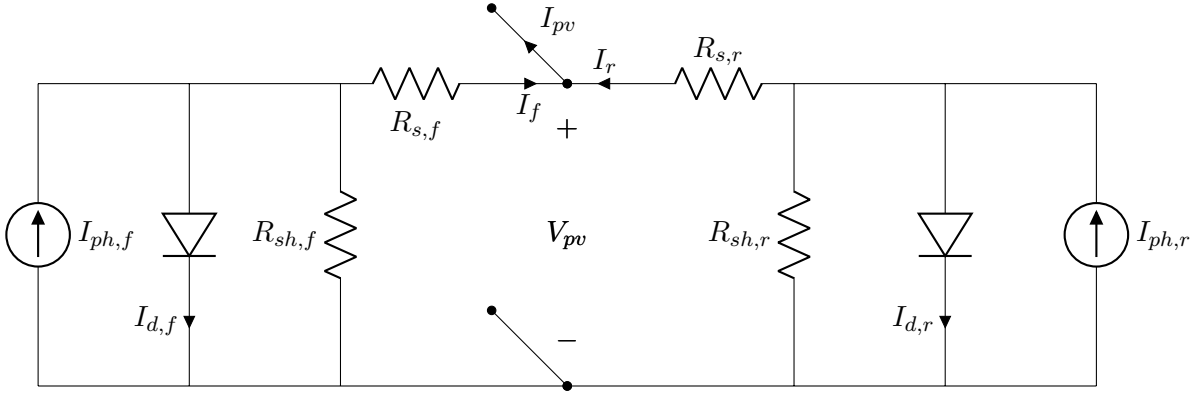 I_{pv}
I_r
R_{s,r}
I_f
R_{s,f}
+
I_{ph,f}
R_{sh,f}
V_{pv}
R_{sh,r}
I_{ph,r}
I_{d,f}
I_{d,r}
−